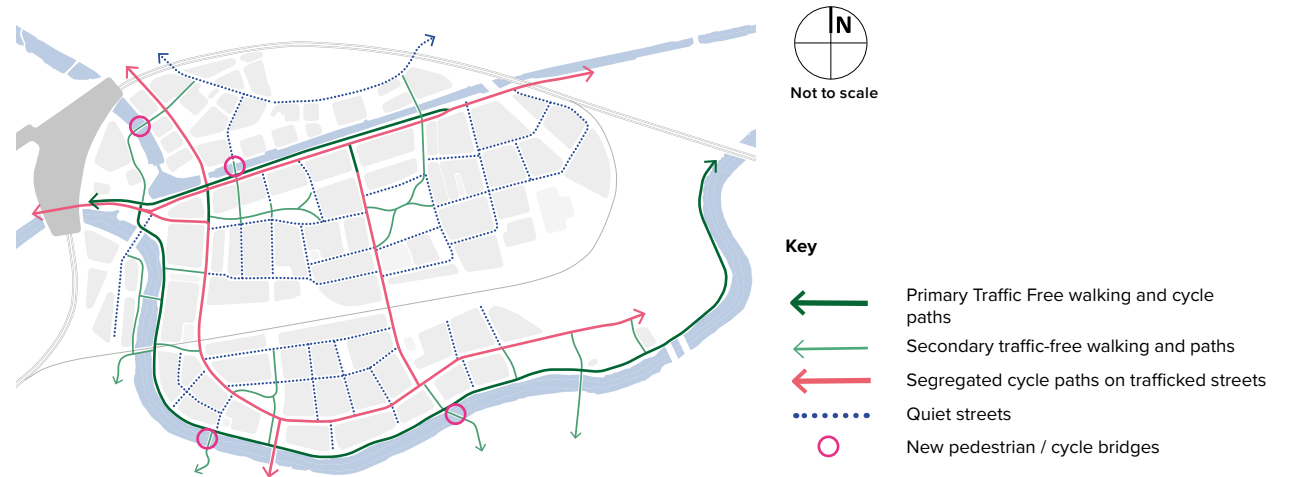 N
Not to scale
Key
Primary Traffic Free walking and cycle
paths
Secondary traffic-free walking and paths
Segregated cycle paths on trafficked streets
Quiet streets
New pedestrian / cycle bridges